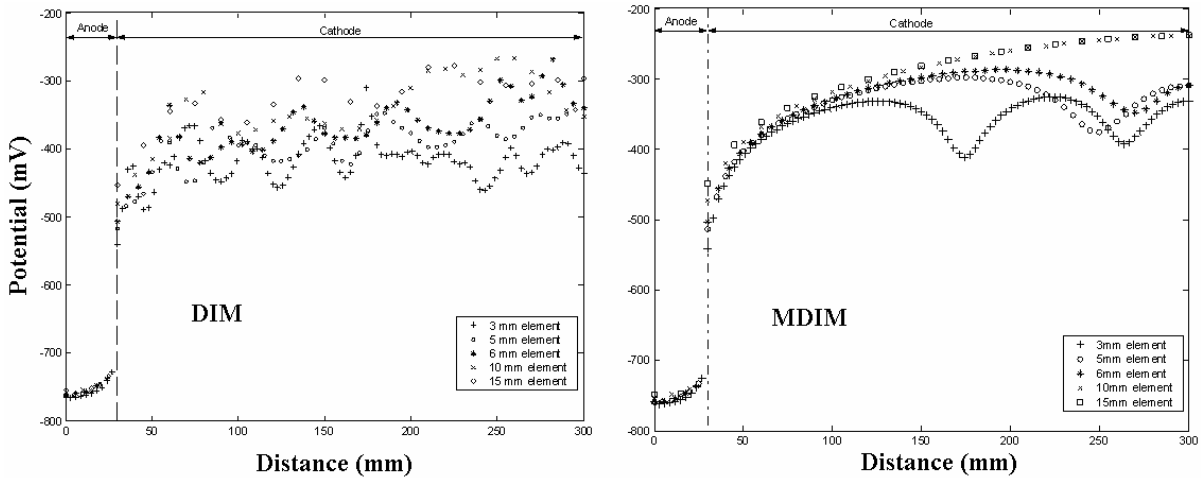 Anode
Cathode
-200
-300
-400
-500
-600
-700
-800
Potential (mV)
DIM
3 mm element
5 mm element
6 mm element
10 mm element
15 mm element
0
50
100
150
200
250
300
Distance (mm)
Anode
Cathode
-200
-300
-400
-500
-600
-700
-800
MDIM
3mm element
5mm element
6mm element
10mm element
15mm element
0
50
100
150
200
250
300
Distance (mm)